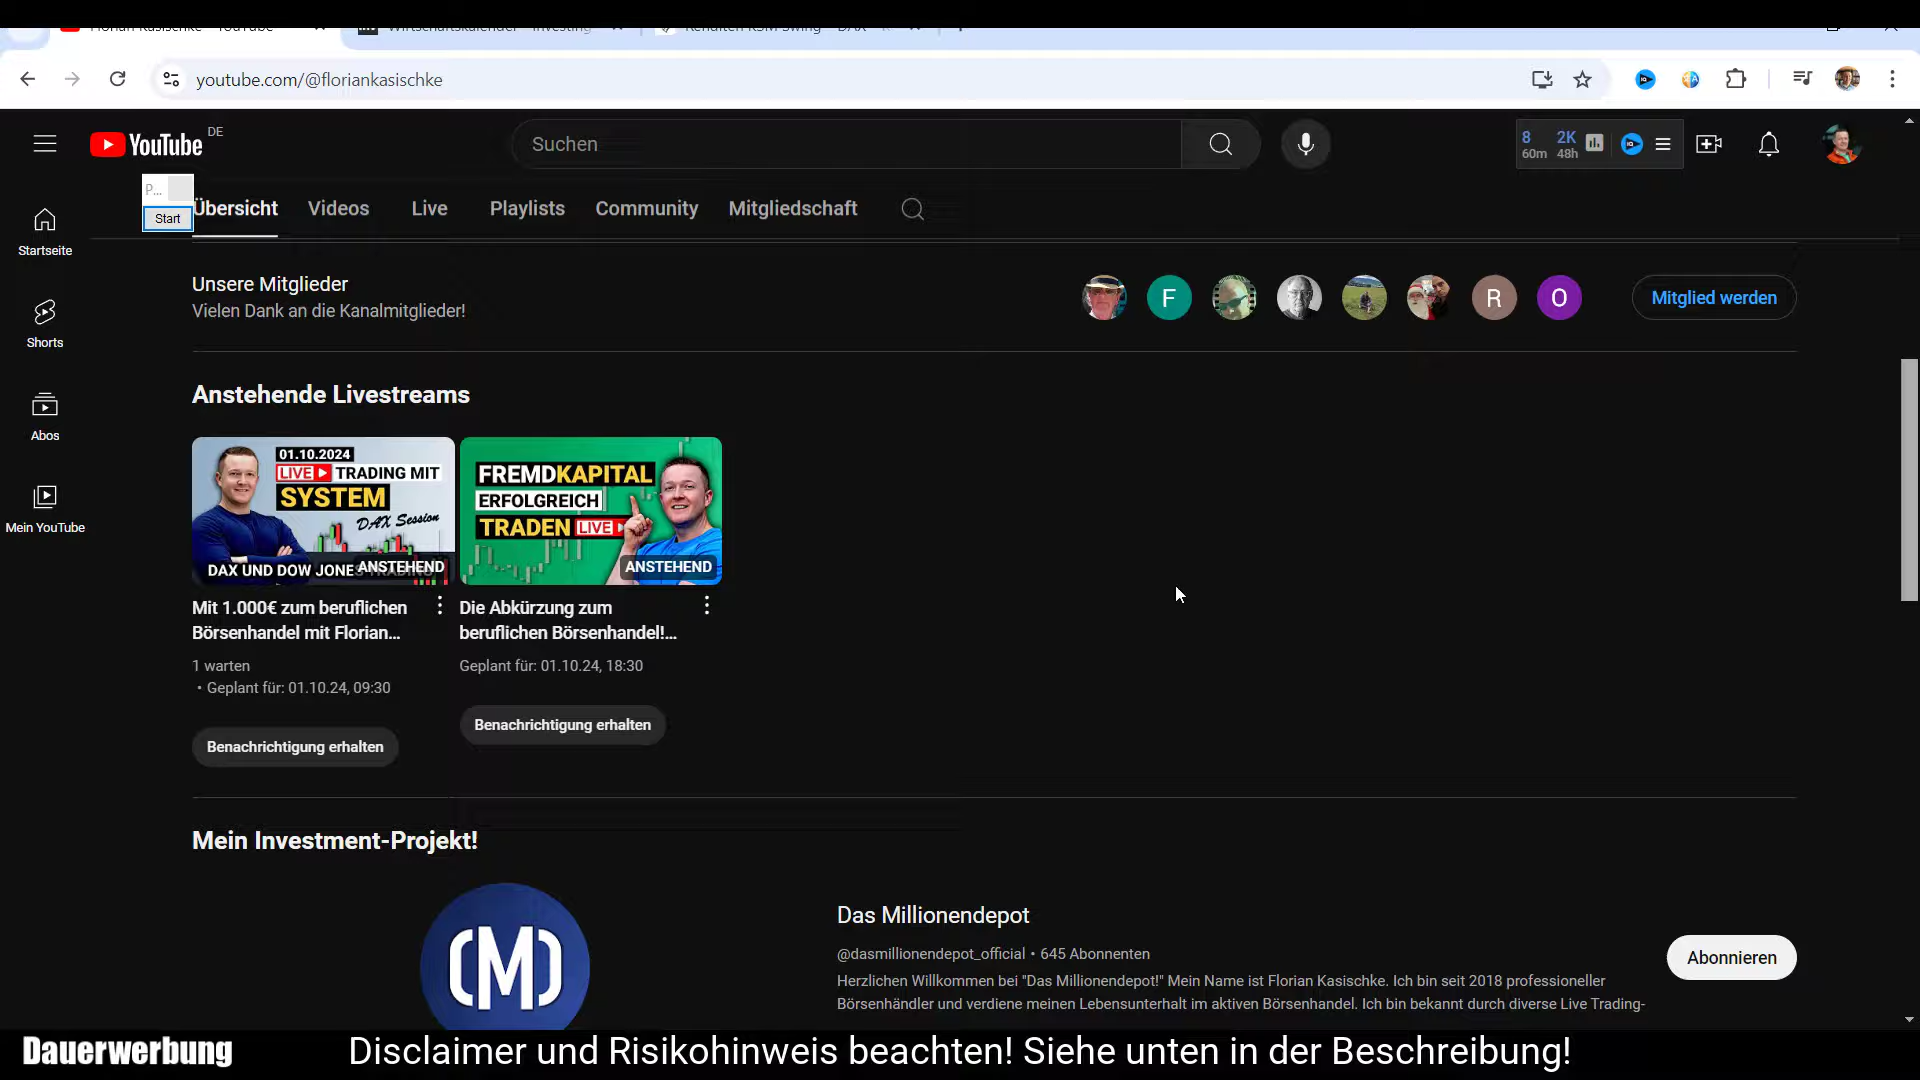 Florian Kasischke - YouTube
Wirtschaftskalender - Investing
youtube.com/@floriankasischke
YouTube DE
Suchen
8 2K
60m 48h
P...
Start
Übersicht Videos Live Playlists Community Mitgliedschaft
Startseite
Shorts
Abos
Mein YouTube
Unsere Mitglieder
Vielen Dank an die Kanalmitglieder!
F
R
O
Mitglied werden
Anstehende Livestreams
01.10.2024
LIVE TRADING MIT
SYSTEM
DAX Session
DAX UND DOW JONES TRADING
ANSTEHEND
Mit 1.000€ zum beruflichen
Börsenhandel mit Florian...
1 warten
• Geplant für: 01.10.24, 09:30
Benachrichtigung erhalten
FREMDKAPITAL
ERFOLGREICH
TRADEN LIVE
ANSTEHEND
Die Abkürzung zum
beruflichen Börsenhandel!...
Geplant für: 01.10.24, 18:30
Benachrichtigung erhalten
Mein Investment-Projekt!
(M)
Das Millionendepot
@dasmillionendepot_official • 645 Abonnenten
Herzlichen Willkommen bei "Das Millionendepot!" Mein Name ist Florian Kasischke. Ich bin seit 2018 professioneller
Börsenhändler und verdiene meinen Lebensunterhalt im aktiven Börsenhandel. Ich bin bekannt durch diverse Live Trading-
Abonnieren
Dauerwerbung
Disclaimer und Risikohinweis beachten! Siehe unten in der Beschreibung!